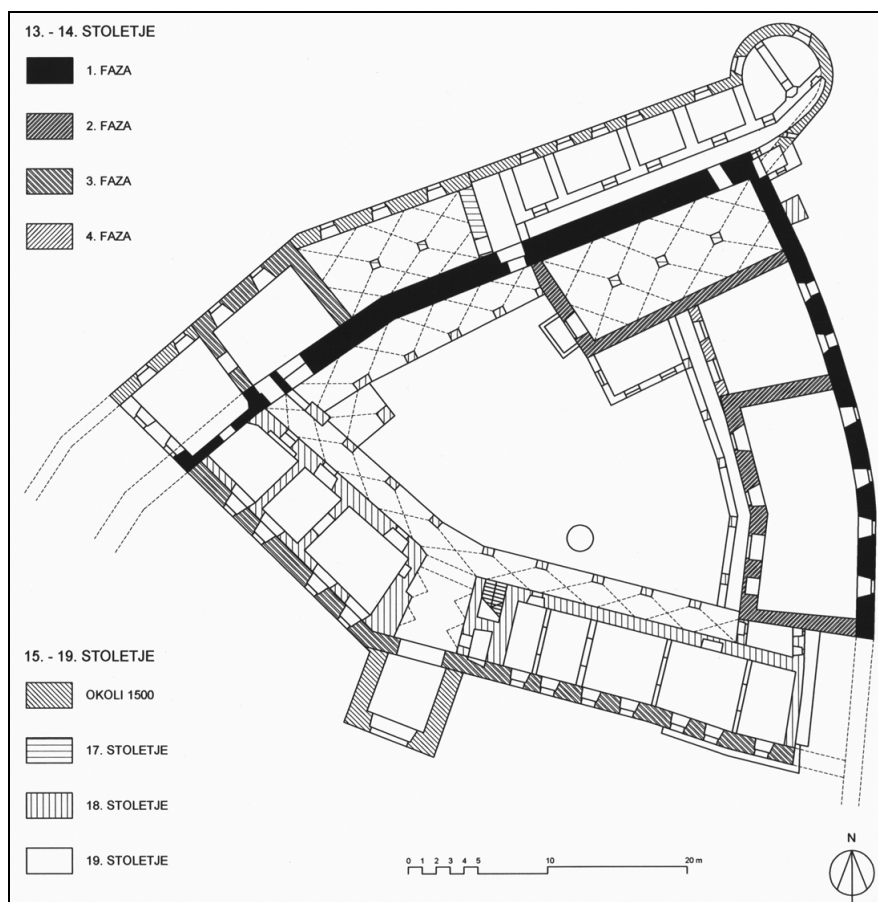 13. - 14. STOLETJE
1. FAZA
2. FAZA
3. FAZA
4. FAZA
15. - 19. STOLETJE
OKOLI 1500
17. STOLETJE
18. STOLETJE
19. STOLETJE
0 1 2 3 4 5 10 20 m
N